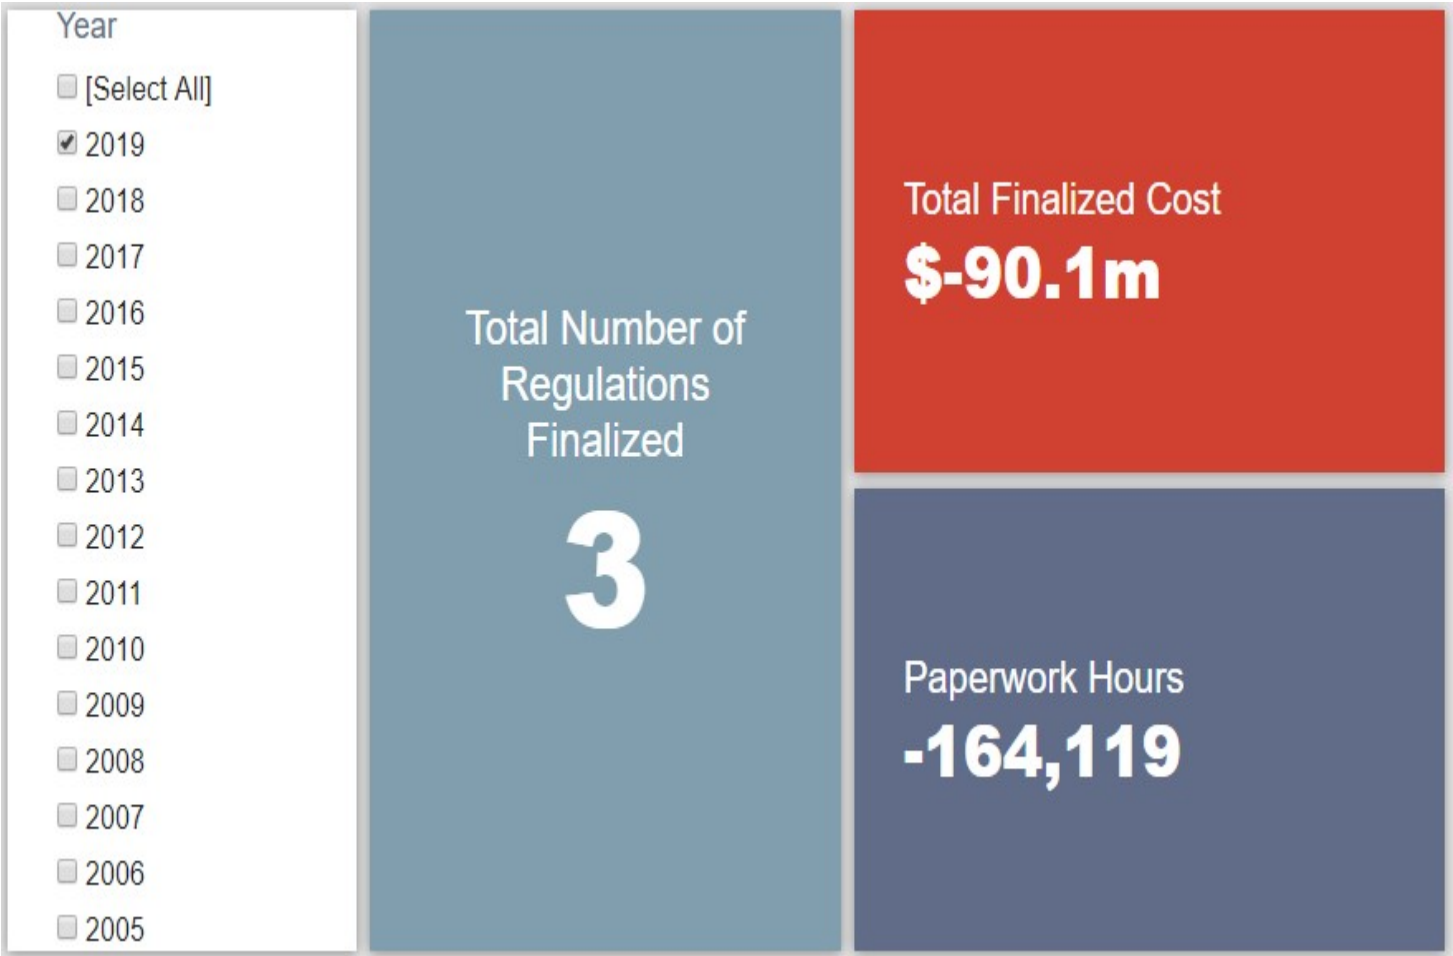 Year
[Select All]
2019
2018
2017
2016
2015
2014
2013
2012
2011
2010
2009
2008
2007
2006
2005
Total Number of
Regulations
Finalized
3
Total Finalized Cost
$-90.1m
Paperwork Hours
-164,119